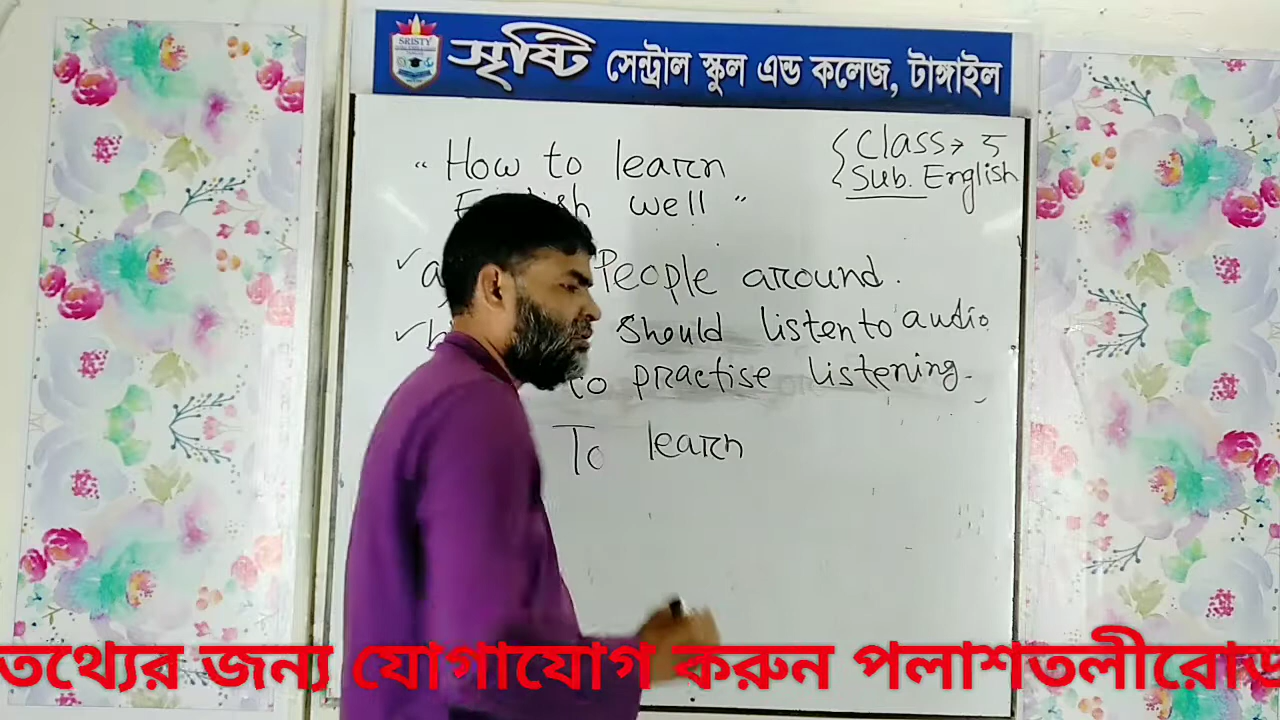 SRISTY
সৃষ্টি সেন্ট্রাল স্কুল এন্ড কলেজ, টাঙ্গাইল
{ Class → 5
{ Sub. English
“ How to learn
well ”
✓ a People around.
✓ Should listen to audio
to practise listening.
To learn
তথ্যের জন্য যোগাযোগ করুন পলাশতলীরোড